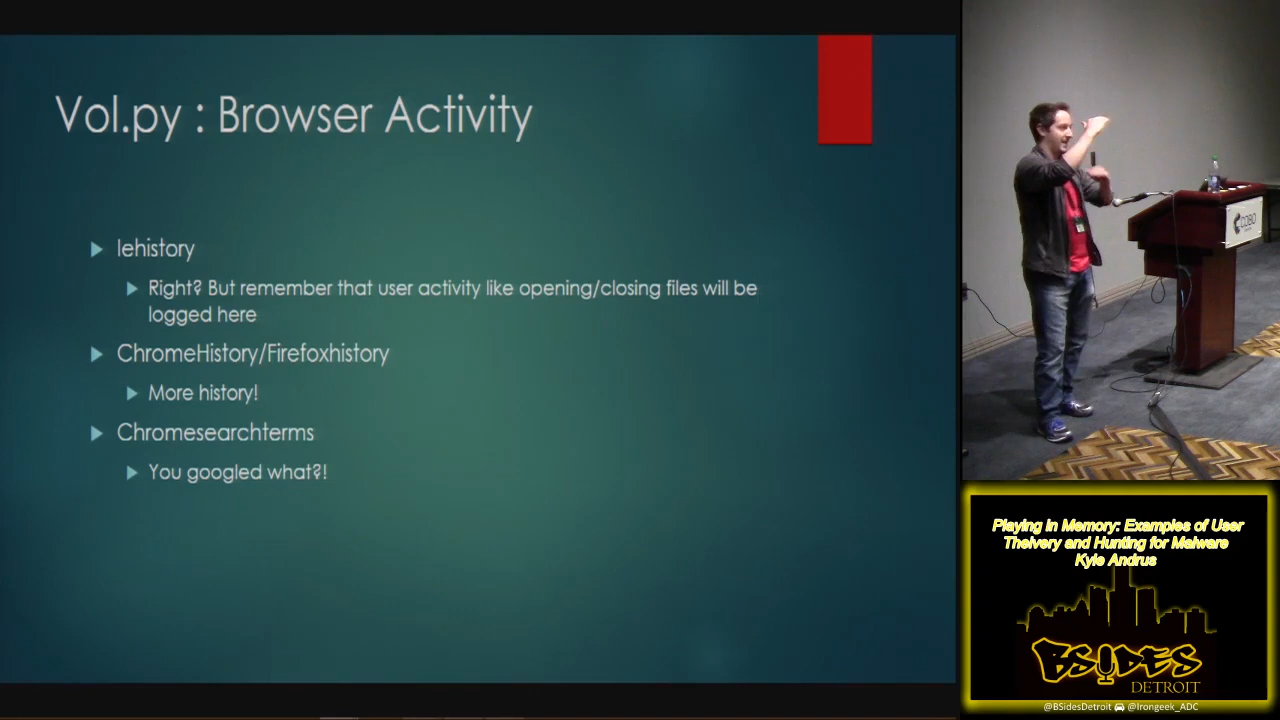 Vol.py : Browser Activity
Iehistory
Right? But remember that user activity like opening/closing files will be
logged here
ChromeHistory/Firefoxhistory
More history!
Chromesearchterms
You googled what?!
COBO
Playing in Memory: Examples of User
Theivery and Hunting for Malware
Kyle Andrus
BSIDES
DETROIT
@BSidesDetroit @Irongeek_ADC